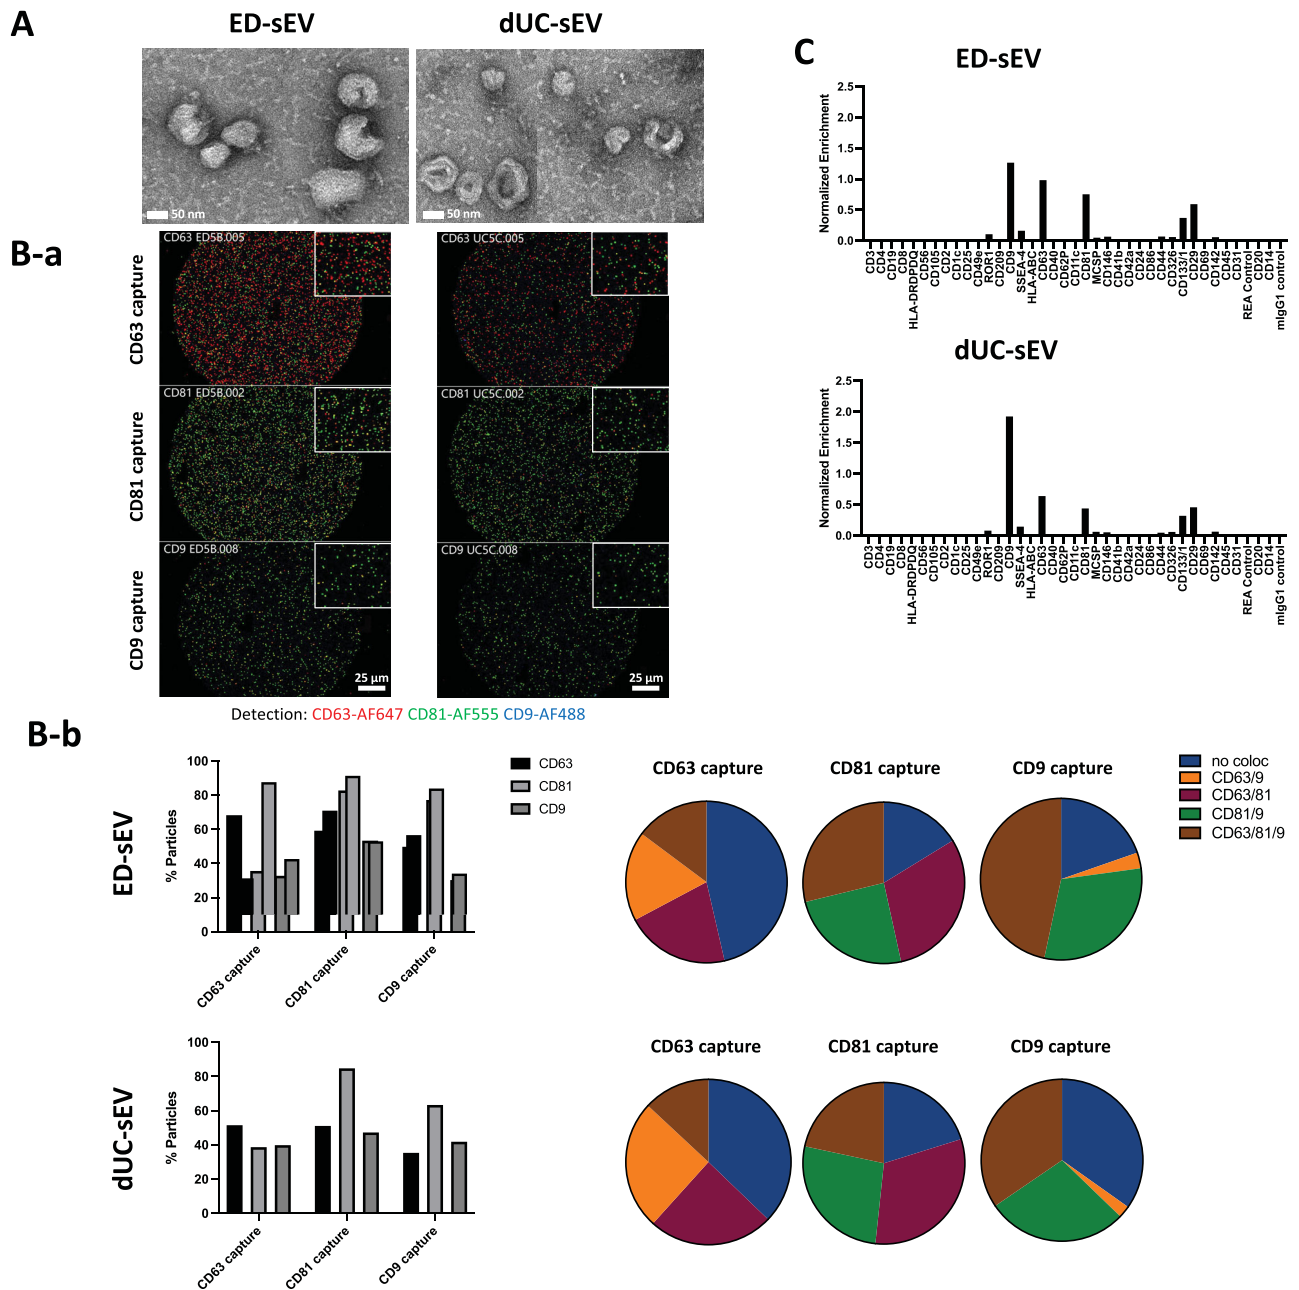 A
ED-sEV
dUC-sEV
50 nm
50 nm
B-a
CD63 capture
CD81 capture
CD9 capture
CD63 ED5B.005
CD63 UC5C.005
CD81 ED5B.002
CD81 UC5C.002
CD9 ED5B.008
CD9 UC5C.008
25 µm
25 µm
Detection: CD63-AF647 CD81-AF555 CD9-AF488
C
ED-sEV
Normalized Enrichment
2.5
2.0
1.5
1.0
0.5
0.0
CD3
CD4
CD19
CD8
HLA-DRDPDQ
CD56
CD105
CD2
CD1c
CD25
CD49e
ROR1
CD209
CD9
SSEA-4
HLA-ABC
CD63
CD40
CD62P
CD11c
CD81
MCSP
CD146
CD41b
CD42a
CD24
CD86
CD44
CD326
CD133/1
CD29
CD69
CD142
CD45
CD31
REA Control
CD20
CD14
mIgG1 control
dUC-sEV
Normalized Enrichment
2.5
2.0
1.5
1.0
0.5
0.0
CD3
CD4
CD19
CD8
HLA-DRDPDQ
CD56
CD105
CD2
CD1c
CD25
CD49e
ROR1
CD209
CD9
SSEA-4
HLA-ABC
CD63
CD40
CD62P
CD11c
CD81
MCSP
CD146
CD41b
CD42a
CD24
CD86
CD44
CD326
CD133/1
CD29
CD69
CD142
CD45
CD31
REA Control
CD20
CD14
mIgG1 control
B-b
ED-sEV
% Particles
100
80
60
40
20
0
CD63 capture
CD81 capture
CD9 capture
CD63
CD81
CD9
CD63 capture
CD81 capture
CD9 capture
no coloc
CD63/9
CD63/81
CD81/9
CD63/81/9
dUC-sEV
% Particles
100
80
60
40
20
0
CD63 capture
CD81 capture
CD9 capture
CD63 capture
CD81 capture
CD9 capture